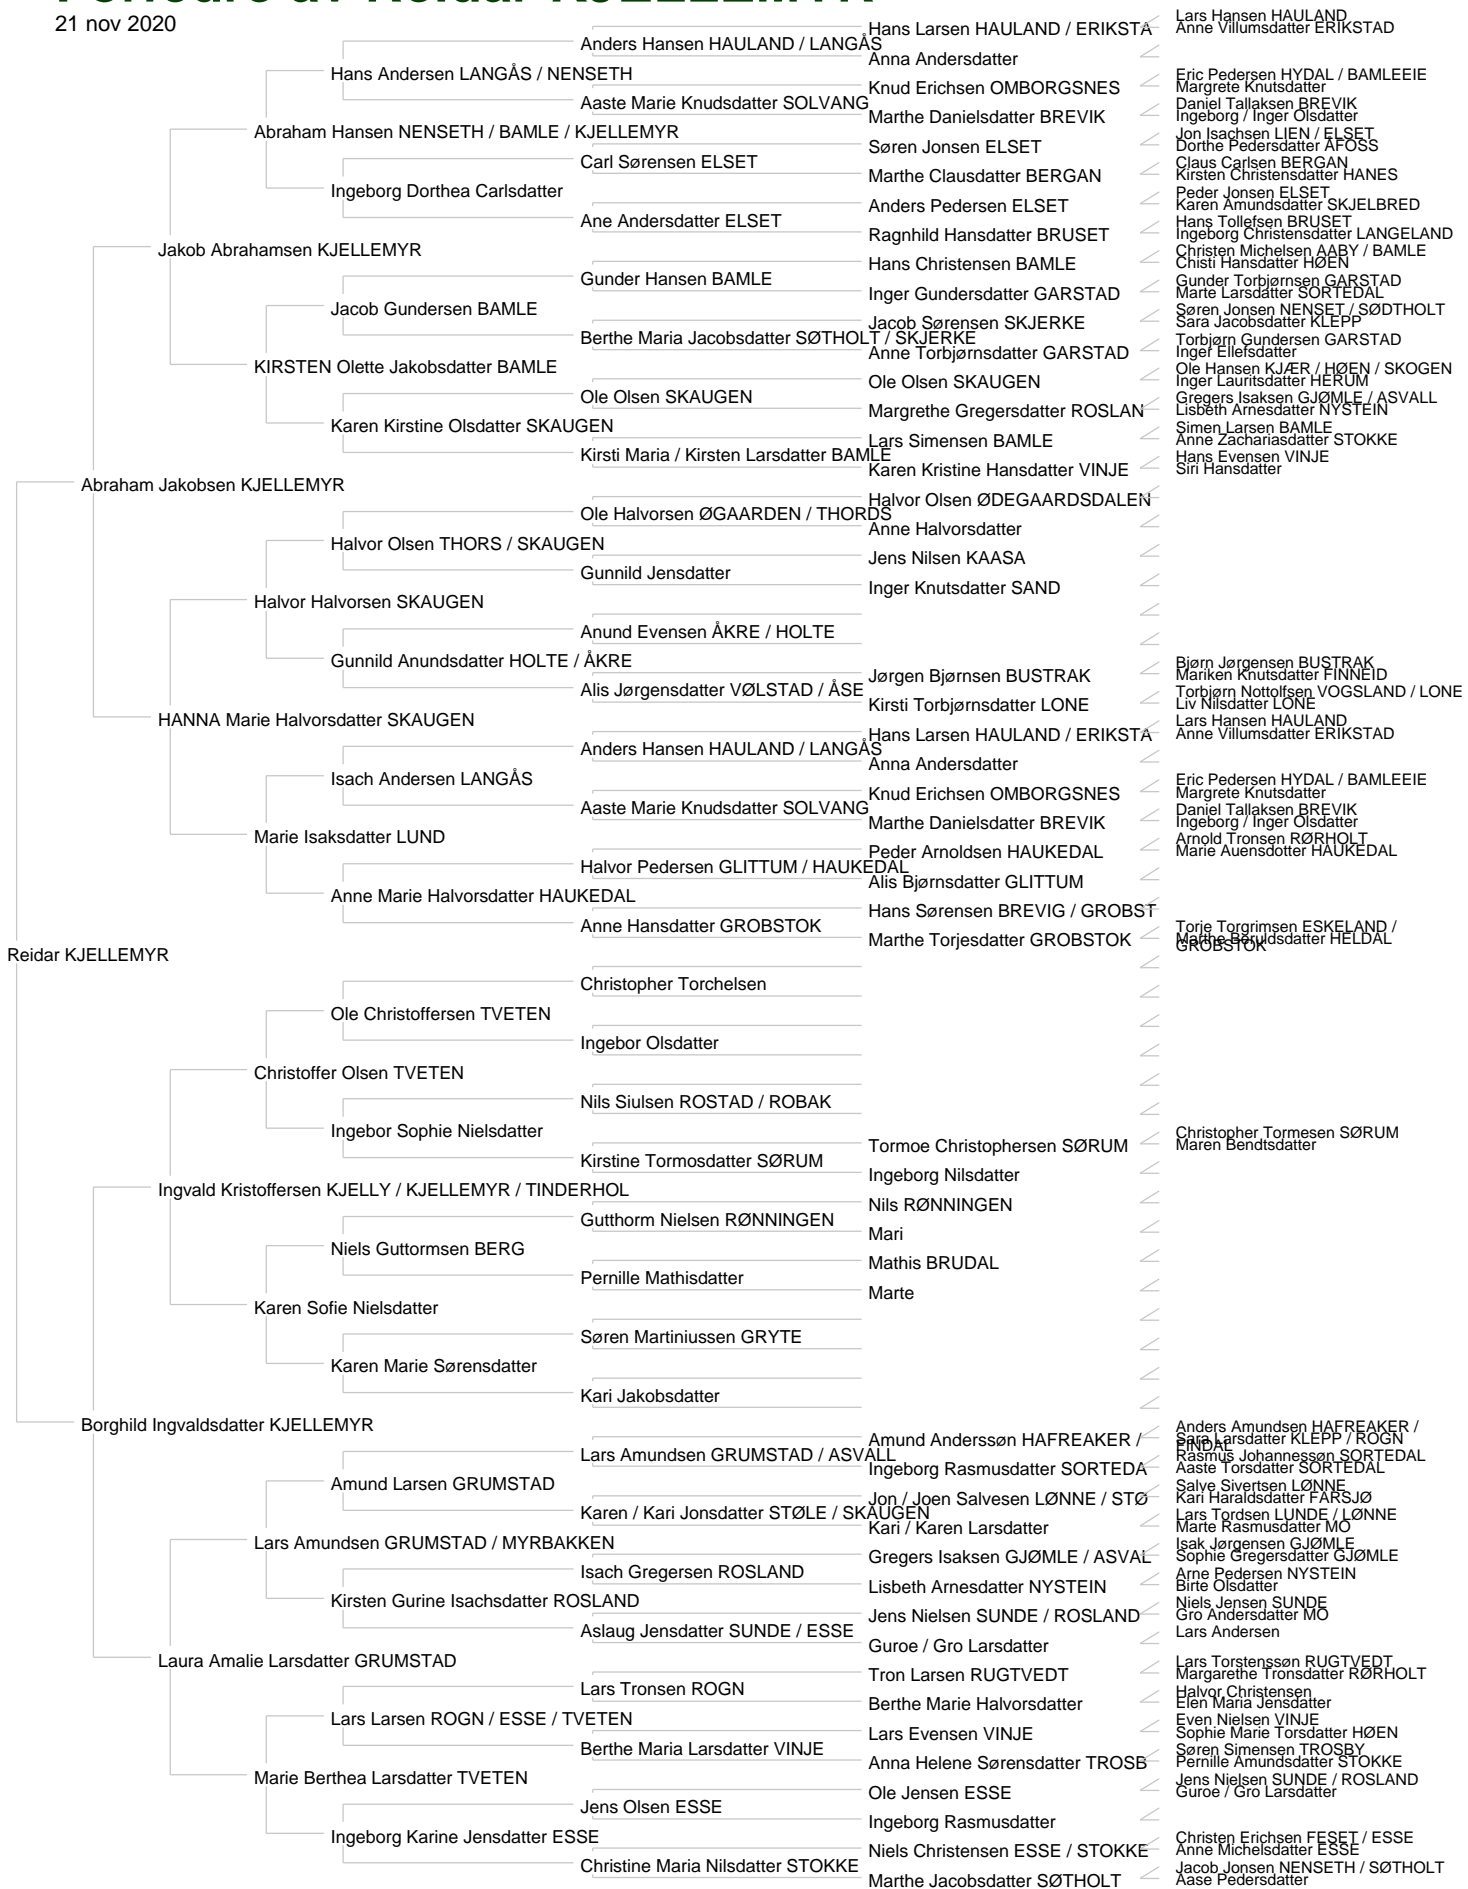 21 nov 2020
Hans Larsen HAULAND / ERIKSTA
Lars Hansen HAULAND
Anne Villumsdatter ERIKSTAD
Anders Hansen HAULAND / LANGÅS
Anna Andersdatter
Hans Andersen LANGÅS / NENSETH
Knud Erichsen OMBORGSNES
Eric Pedersen HYDAL / BAMLEEIE
Margrete Knutsdatter
Aaste Marie Knudsdatter SOLVANG
Marthe Danielsdatter BREVIK
Daniel Tallaksen BREVIK
Ingeborg / Inger Olsdatter
Abraham Hansen NENSETH / BAMLE / KJELLEMYR
Søren Jonsen ELSET
Jon Isachsen LIEN / ELSET
Dorthe Pedersdatter AFOSS
Carl Sørensen ELSET
Marthe Clausdatter BERGAN
Claus Carlsen BERGAN
Kirsten Christensdatter HANES
Ingeborg Dorthea Carlsdatter
Anders Pedersen ELSET
Peder Jonsen ELSET
Karen Amundsdatter SKJELBRED
Ane Andersdatter ELSET
Ragnhild Hansdatter BRUSET
Hans Tollefsen BRUSET
Ingeborg Christensdatter LANGELAND
Jakob Abrahamsen KJELLEMYR
Hans Christensen BAMLE
Christen Michelsen AABY / BAMLE
Chisti Hansdatter HØEN
Gunder Hansen BAMLE
Inger Gundersdatter GARSTAD
Gunder Torbjørnsen GARSTAD
Marte Larsdatter SORTEDAL
Jacob Gundersen BAMLE
Jacob Sørensen SKJERKE
Søren Jonsen NENSET / SØDTHOLT
Sara Jacobsdatter KLEPP
Berthe Maria Jacobsdatter SØTHOLT / SKJERKE
Anne Torbjørnsdatter GARSTAD
Torbjørn Gundersen GARSTAD
Inger Ellefsdatter
KIRSTEN Olette Jakobsdatter BAMLE
Ole Olsen SKAUGEN
Ole Hansen KJÆR / HØEN / SKOGEN
Inger Lauritsdatter HERUM
Ole Olsen SKAUGEN
Margrethe Gregersdatter ROSLAN
Gregers Isaksen GJØMLE / ASVALL
Lisbeth Arnesdatter NYSTEIN
Karen Kirstine Olsdatter SKAUGEN
Lars Simensen BAMLE
Simen Larsen BAMLE
Anne Zachariasdatter STOKKE
Kirsti Maria / Kirsten Larsdatter BAMLE
Karen Kristine Hansdatter VINJE
Hans Evensen VINJE
Siri Hansdatter
Abraham Jakobsen KJELLEMYR
Halvor Olsen ØDEGAARDSDALEN
Ole Halvorsen ØGAARDEN / THORDS
Anne Halvorsdatter
Halvor Olsen THORS / SKAUGEN
Jens Nilsen KAASA
Gunnild Jensdatter
Inger Knutsdatter SAND
Halvor Halvorsen SKAUGEN
Anund Evensen ÅKRE / HOLTE
Gunnild Anundsdatter HOLTE / ÅKRE
Jørgen Bjørnsen BUSTRAK
Bjørn Jørgensen BUSTRAK
Mariken Knutsdatter FINNEID
Alis Jørgensdatter VØLSTAD / ÅSE
Kirsti Torbjørnsdatter LONE
Torbjørn Nottolfsen VOGSLAND / LONE
Liv Nilsdatter LONE
HANNA Marie Halvorsdatter SKAUGEN
Hans Larsen HAULAND / ERIKSTA
Lars Hansen HAULAND
Anne Villumsdatter ERIKSTAD
Anders Hansen HAULAND / LANGÅS
Anna Andersdatter
Isach Andersen LANGÅS
Knud Erichsen OMBORGSNES
Eric Pedersen HYDAL / BAMLEEIE
Margrete Knutsdatter
Aaste Marie Knudsdatter SOLVANG
Marthe Danielsdatter BREVIK
Daniel Tallaksen BREVIK
Ingeborg / Inger Olsdatter
Marie Isaksdatter LUND
Peder Arnoldsen HAUKEDAL
Arnold Tronsen RØRHOLT
Marie Auensdotter HAUKEDAL
Halvor Pedersen GLITTUM / HAUKEDAL
Alis Bjørnsdatter GLITTUM
Anne Marie Halvorsdatter HAUKEDAL
Hans Sørensen BREVIG / GROBST
Anne Hansdatter GROBSTOK
Marthe Torjesdatter GROBSTOK
Torje Torgrimsen ESKELAND /
GROBSTOK
Marthe Beruldsdatter HELDAL
Reidar KJELLEMYR
Christopher Torchelsen
Ole Christoffersen TVETEN
Ingebor Olsdatter
Christoffer Olsen TVETEN
Nils Siulsen ROSTAD / ROBAK
Ingebor Sophie Nielsdatter
Tormoe Christophersen SØRUM
Christopher Tormesen SØRUM
Maren Bendtsdatter
Kirstine Tormosdatter SØRUM
Ingeborg Nilsdatter
Ingvald Kristoffersen KJELLY / KJELLEMYR / TINDERHOL
Nils RØNNINGEN
Gutthorm Nielsen RØNNINGEN
Mari
Niels Guttormsen BERG
Mathis BRUDAL
Pernille Mathisdatter
Marte
Karen Sofie Nielsdatter
Søren Martiniussen GRYTE
Karen Marie Sørensdatter
Kari Jakobsdatter
Borghild Ingvaldsdatter KJELLEMYR
Amund Anderssøn HAFREAKER /
Anders Amundsen HAFREAKER /
FINDAL
Sara Larsdatter KLEPP / ROGN
Lars Amundsen GRUMSTAD / ASVALL
Ingeborg Rasmusdatter SORTEDA
Rasmus Johannessøn SORTEDAL
Aaste Torsdatter SORTEDAL
Amund Larsen GRUMSTAD
Jon / Joen Salvesen LØNNE / STØ
Salve Sivertsen LØNNE
Kari Haraldsdatter FARSJØ
Karen / Kari Jonsdatter STØLE / SKAUGEN
Kari / Karen Larsdatter
Lars Tordsen LUNDE / LØNNE
Marte Rasmusdatter MO
Lars Amundsen GRUMSTAD / MYRBAKKEN
Gregers Isaksen GJØMLE / ASVAL
Isak Jørgensen GJØMLE
Sophie Gregersdatter GJØMLE
Isach Gregersen ROSLAND
Lisbeth Arnesdatter NYSTEIN
Arne Pedersen NYSTEIN
Birte Olsdatter
Kirsten Gurine Isachsdatter ROSLAND
Jens Nielsen SUNDE / ROSLAND
Niels Jensen SUNDE
Gro Andersdatter MO
Aslaug Jensdatter SUNDE / ESSE
Guroe / Gro Larsdatter
Lars Andersen
Laura Amalie Larsdatter GRUMSTAD
Tron Larsen RUGTVEDT
Lars Torstenssøn RUGTVEDT
Margarethe Tronsdatter RØRHOLT
Lars Tronsen ROGN
Berthe Marie Halvorsdatter
Halvor Christensen
Elen Maria Jensdatter
Lars Larsen ROGN / ESSE / TVETEN
Lars Evensen VINJE
Even Nielsen VINJE
Sophie Marie Torsdatter HØEN
Berthe Maria Larsdatter VINJE
Anna Helene Sørensdatter TROSB
Søren Simensen TROSBY
Pernille Amundsdatter STOKKE
Marie Berthea Larsdatter TVETEN
Ole Jensen ESSE
Jens Nielsen SUNDE / ROSLAND
Guroe / Gro Larsdatter
Jens Olsen ESSE
Ingeborg Rasmusdatter
Ingeborg Karine Jensdatter ESSE
Niels Christensen ESSE / STOKKE
Christen Erichsen FESET / ESSE
Anne Michelsdatter ESSE
Christine Maria Nilsdatter STOKKE
Marthe Jacobsdatter SØTHOLT
Jacob Jonsen NENSETH / SØTHOLT
Aase Pedersdatter